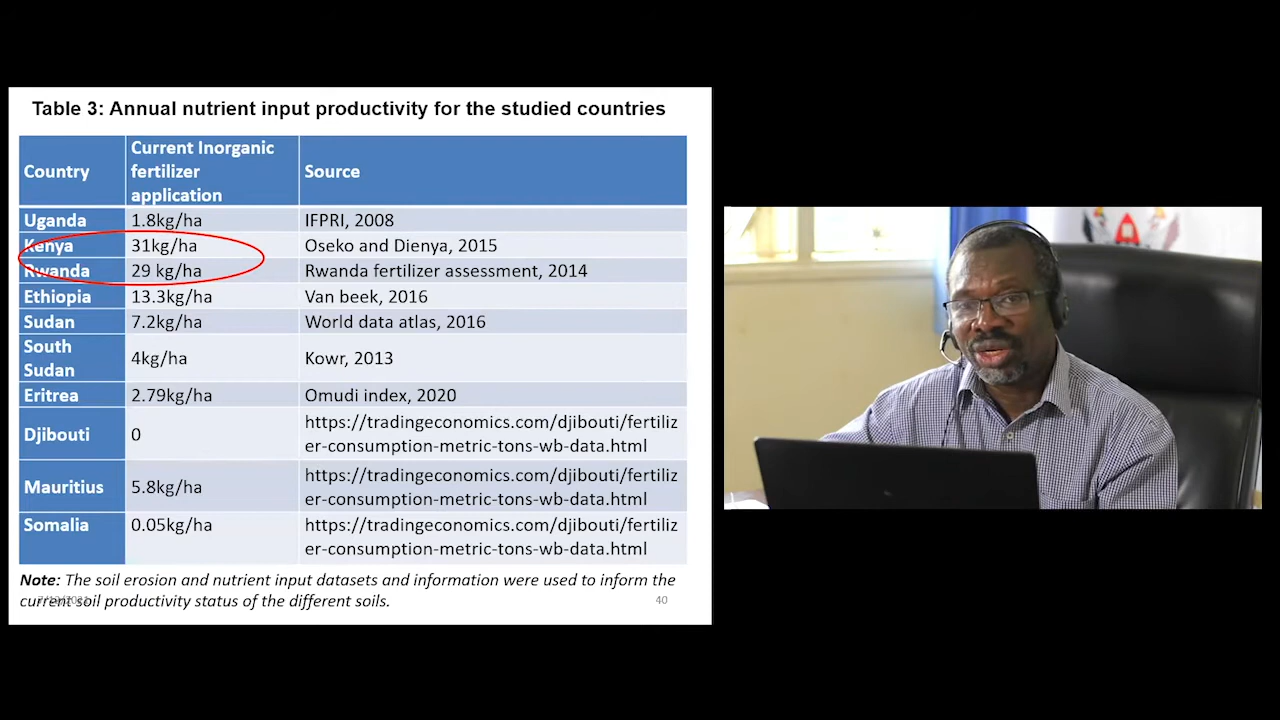 Table 3: Annual nutrient input productivity for the studied countries
Country
Current Inorganic
fertilizer
application
Source
Uganda 1.8kg/ha IFPRI, 2008
Kenya 31kg/ha Oseko and Dienya, 2015
Rwanda 29 kg/ha Rwanda fertilizer assessment, 2014
Ethiopia 13.3kg/ha Van beek, 2016
Sudan 7.2kg/ha World data atlas, 2016
South
Sudan
4kg/ha Kowr, 2013
Eritrea 2.79kg/ha Omudi index, 2020
Djibouti 0
https://tradingeconomics.com/djibouti/fertiliz
er-consumption-metric-tons-wb-data.html
Mauritius 5.8kg/ha
https://tradingeconomics.com/djibouti/fertiliz
er-consumption-metric-tons-wb-data.html
Somalia 0.05kg/ha
https://tradingeconomics.com/djibouti/fertiliz
er-consumption-metric-tons-wb-data.html
Note: The soil erosion and nutrient input datasets and information were used to inform the
current soil productivity status of the different soils.
40